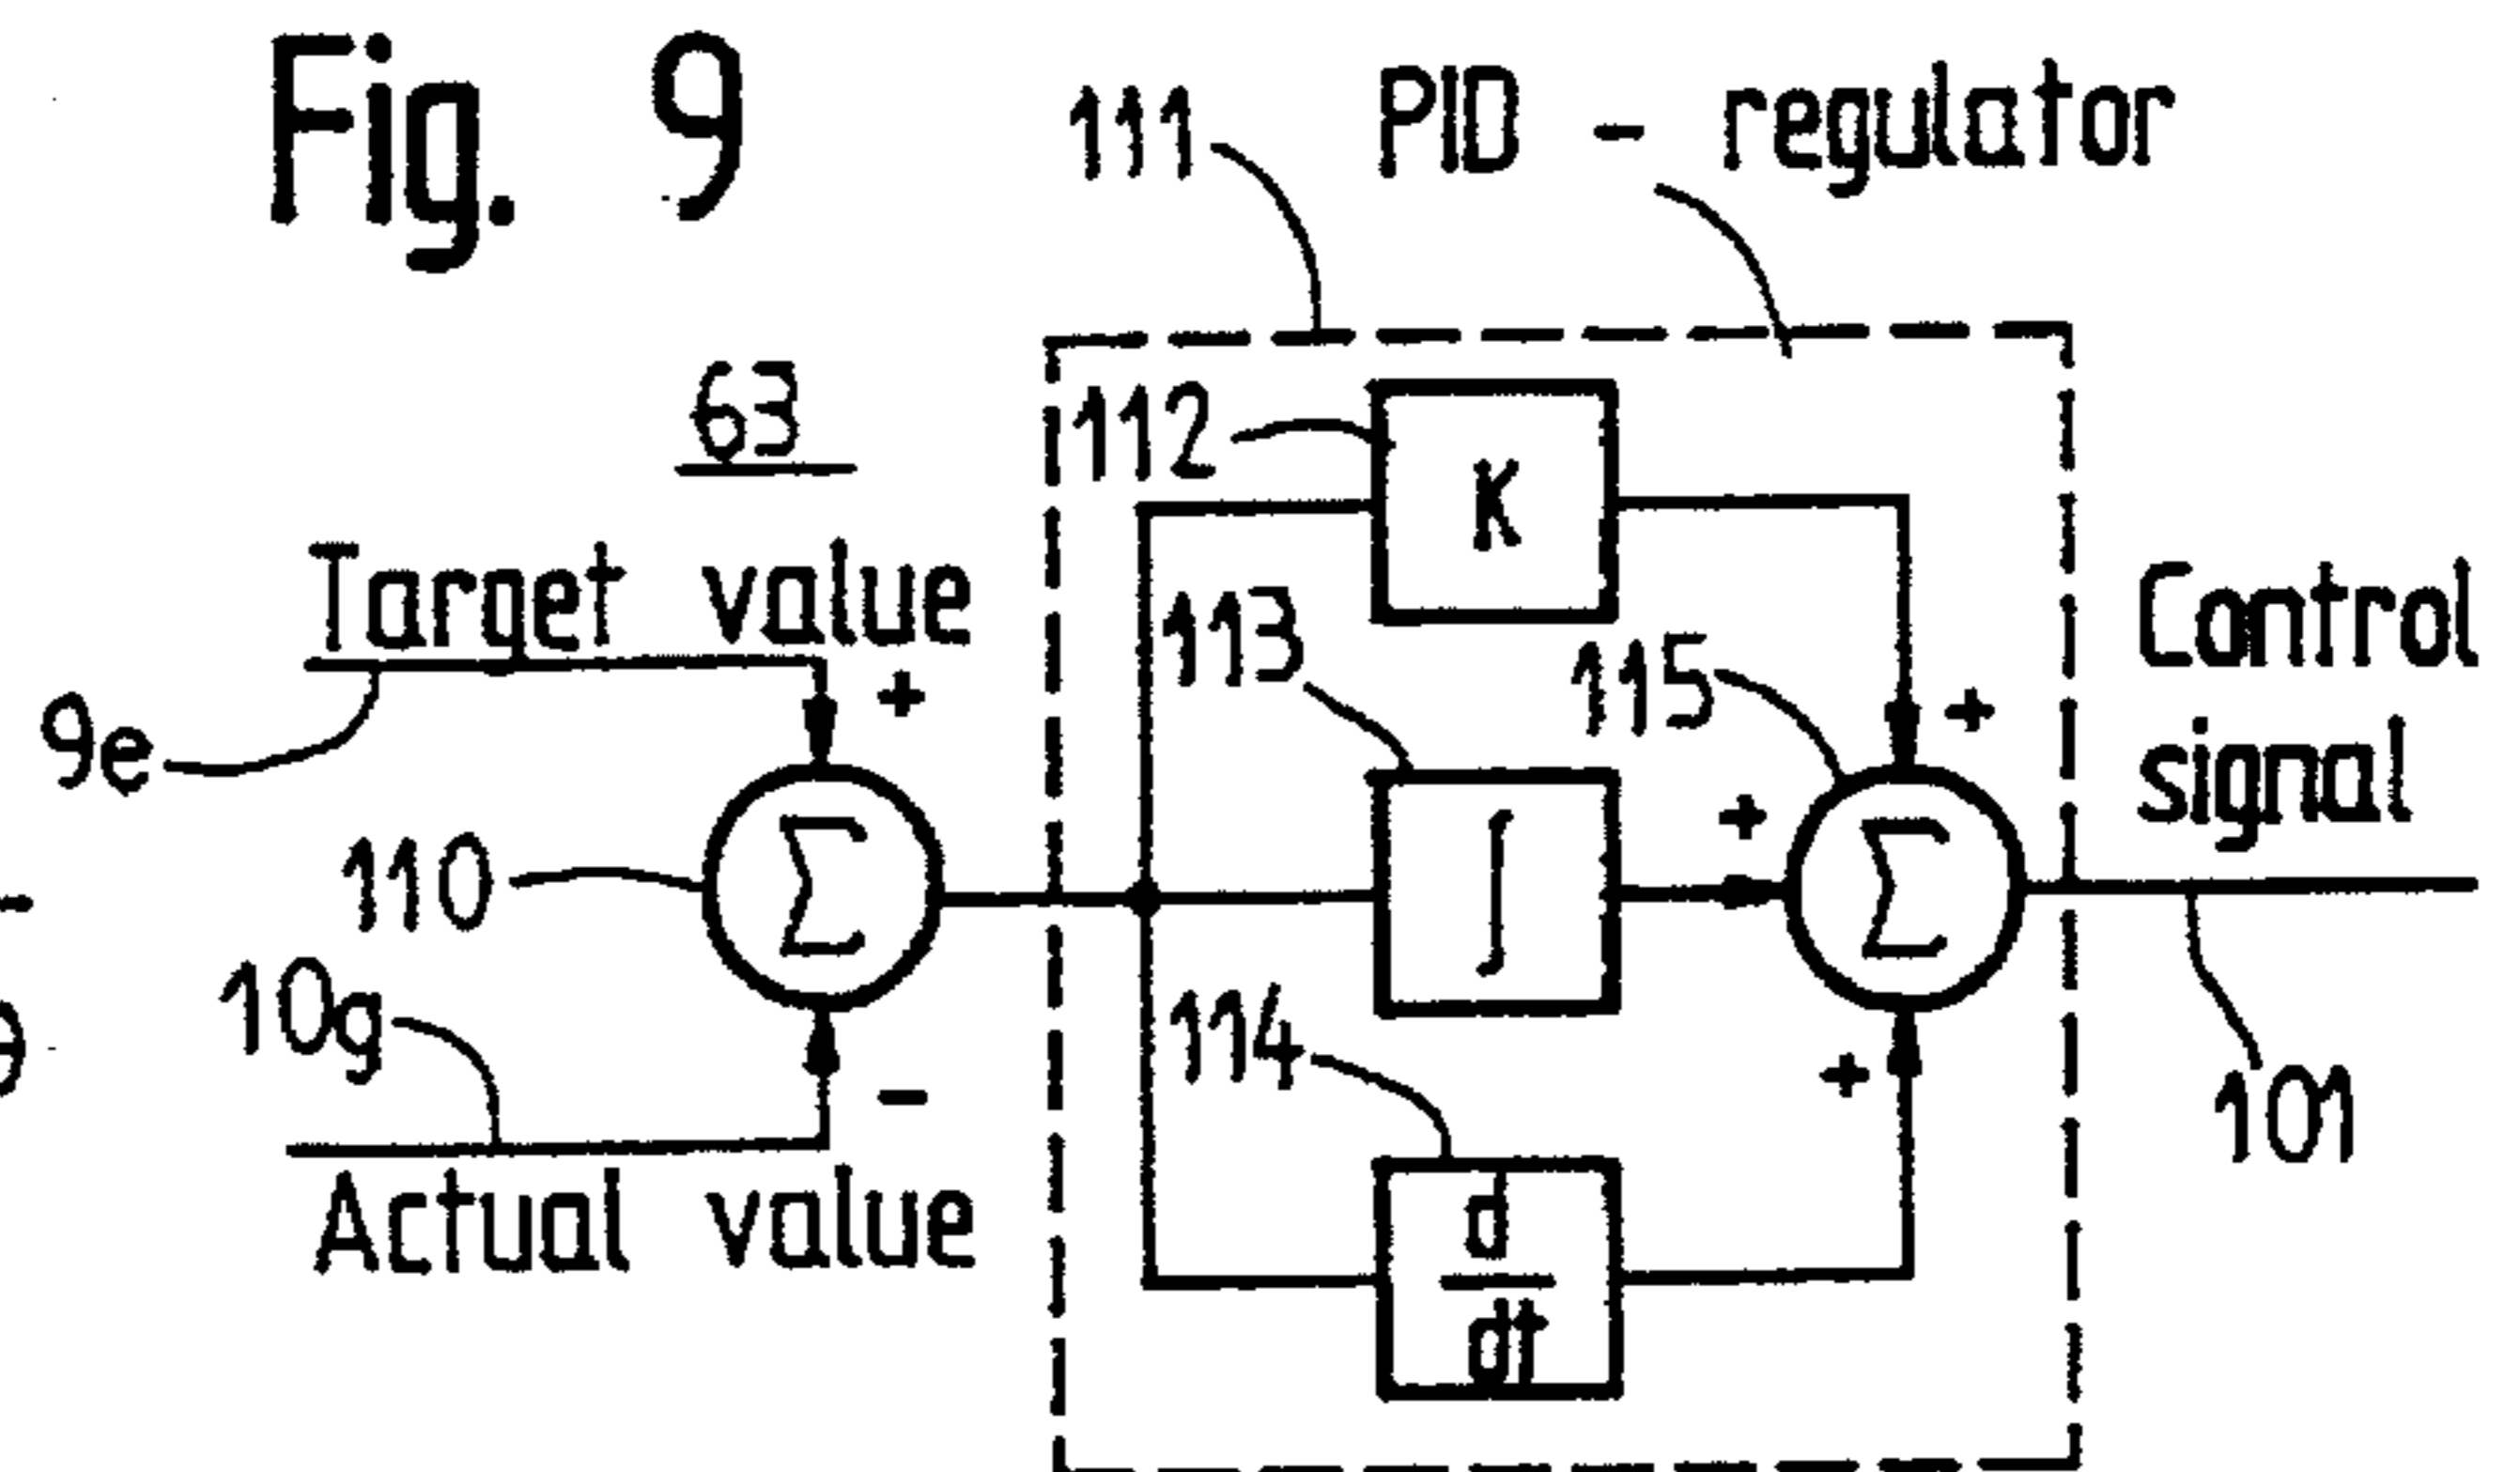 Fig. 9
111 PID - regulator
63
112
K
Target value
+
9e
113
115
+
Control
signal
+
110
Σ
∫
Σ
10g
114
+
101
-
Actual value
d
dt